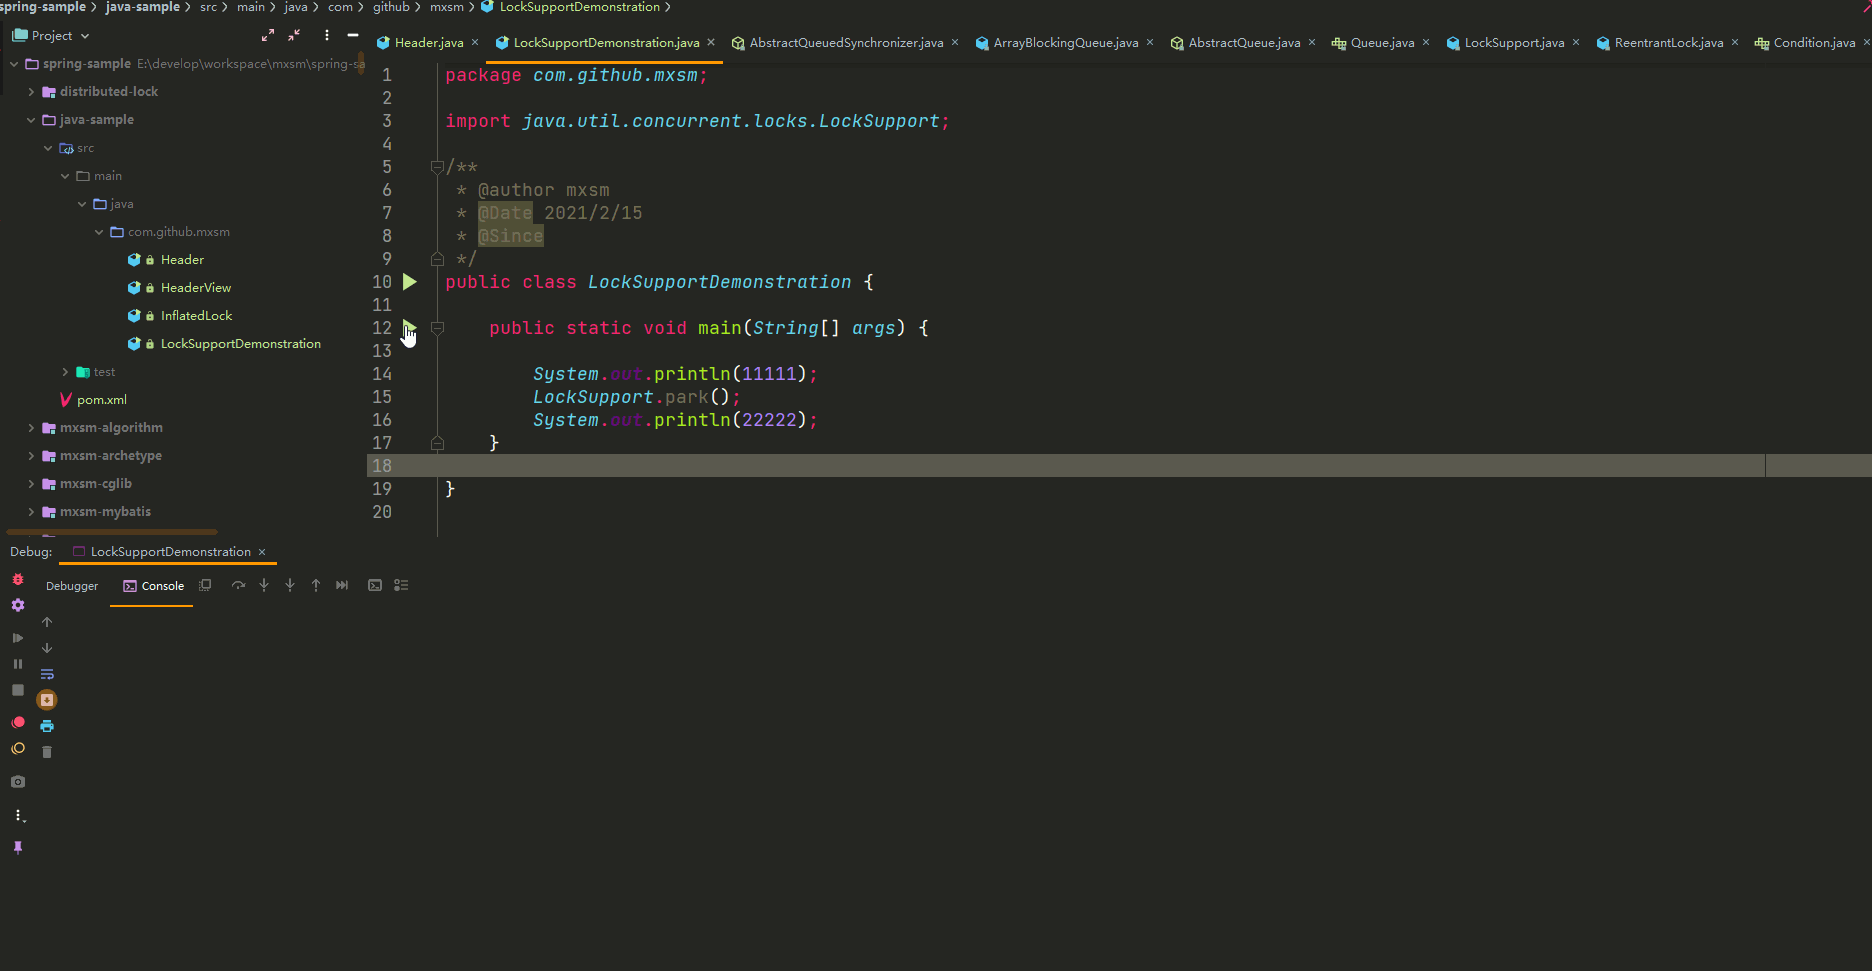 spring-sample > java-sample > src > main > java > com > github > mxsm > LockSupportDemonstration >
Project
Header.java × LockSupportDemonstration.java × AbstractQueuedSynchronizer.java × ArrayBlockingQueue.java × AbstractQueue.java × Queue.java × LockSupport.java × ReentrantLock.java × Condition.java ×
spring-sample E:\develop\workspace\mxsm\spring-sa
distributed-lock
java-sample
src
main
java
com.github.mxsm
Header
HeaderView
InflatedLock
LockSupportDemonstration
test
pom.xml
mxsm-algorithm
mxsm-archetype
mxsm-cglib
mxsm-mybatis
1 package com.github.mxsm;
2
3 import java.util.concurrent.locks.LockSupport;
4
5 /**
6 * @author mxsm
7 * @Date 2021/2/15
8 * @Since
9 */
10 public class LockSupportDemonstration {
11
12 public static void main(String[] args) {
13
14 System.out.println(11111);
15 LockSupport.park();
16 System.out.println(22222);
17 }
18
19 }
20
Debug: LockSupportDemonstration ×
Debugger Console